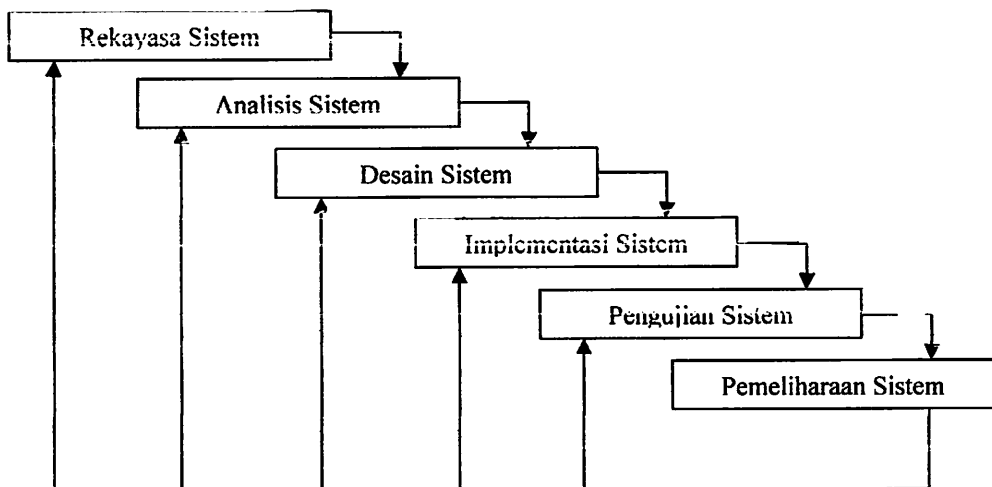 Rekayasa Sistem
Analisis Sistem
Desain Sistem
Implementasi Sistem
Pengujian Sistem
Pemeliharaan Sistem